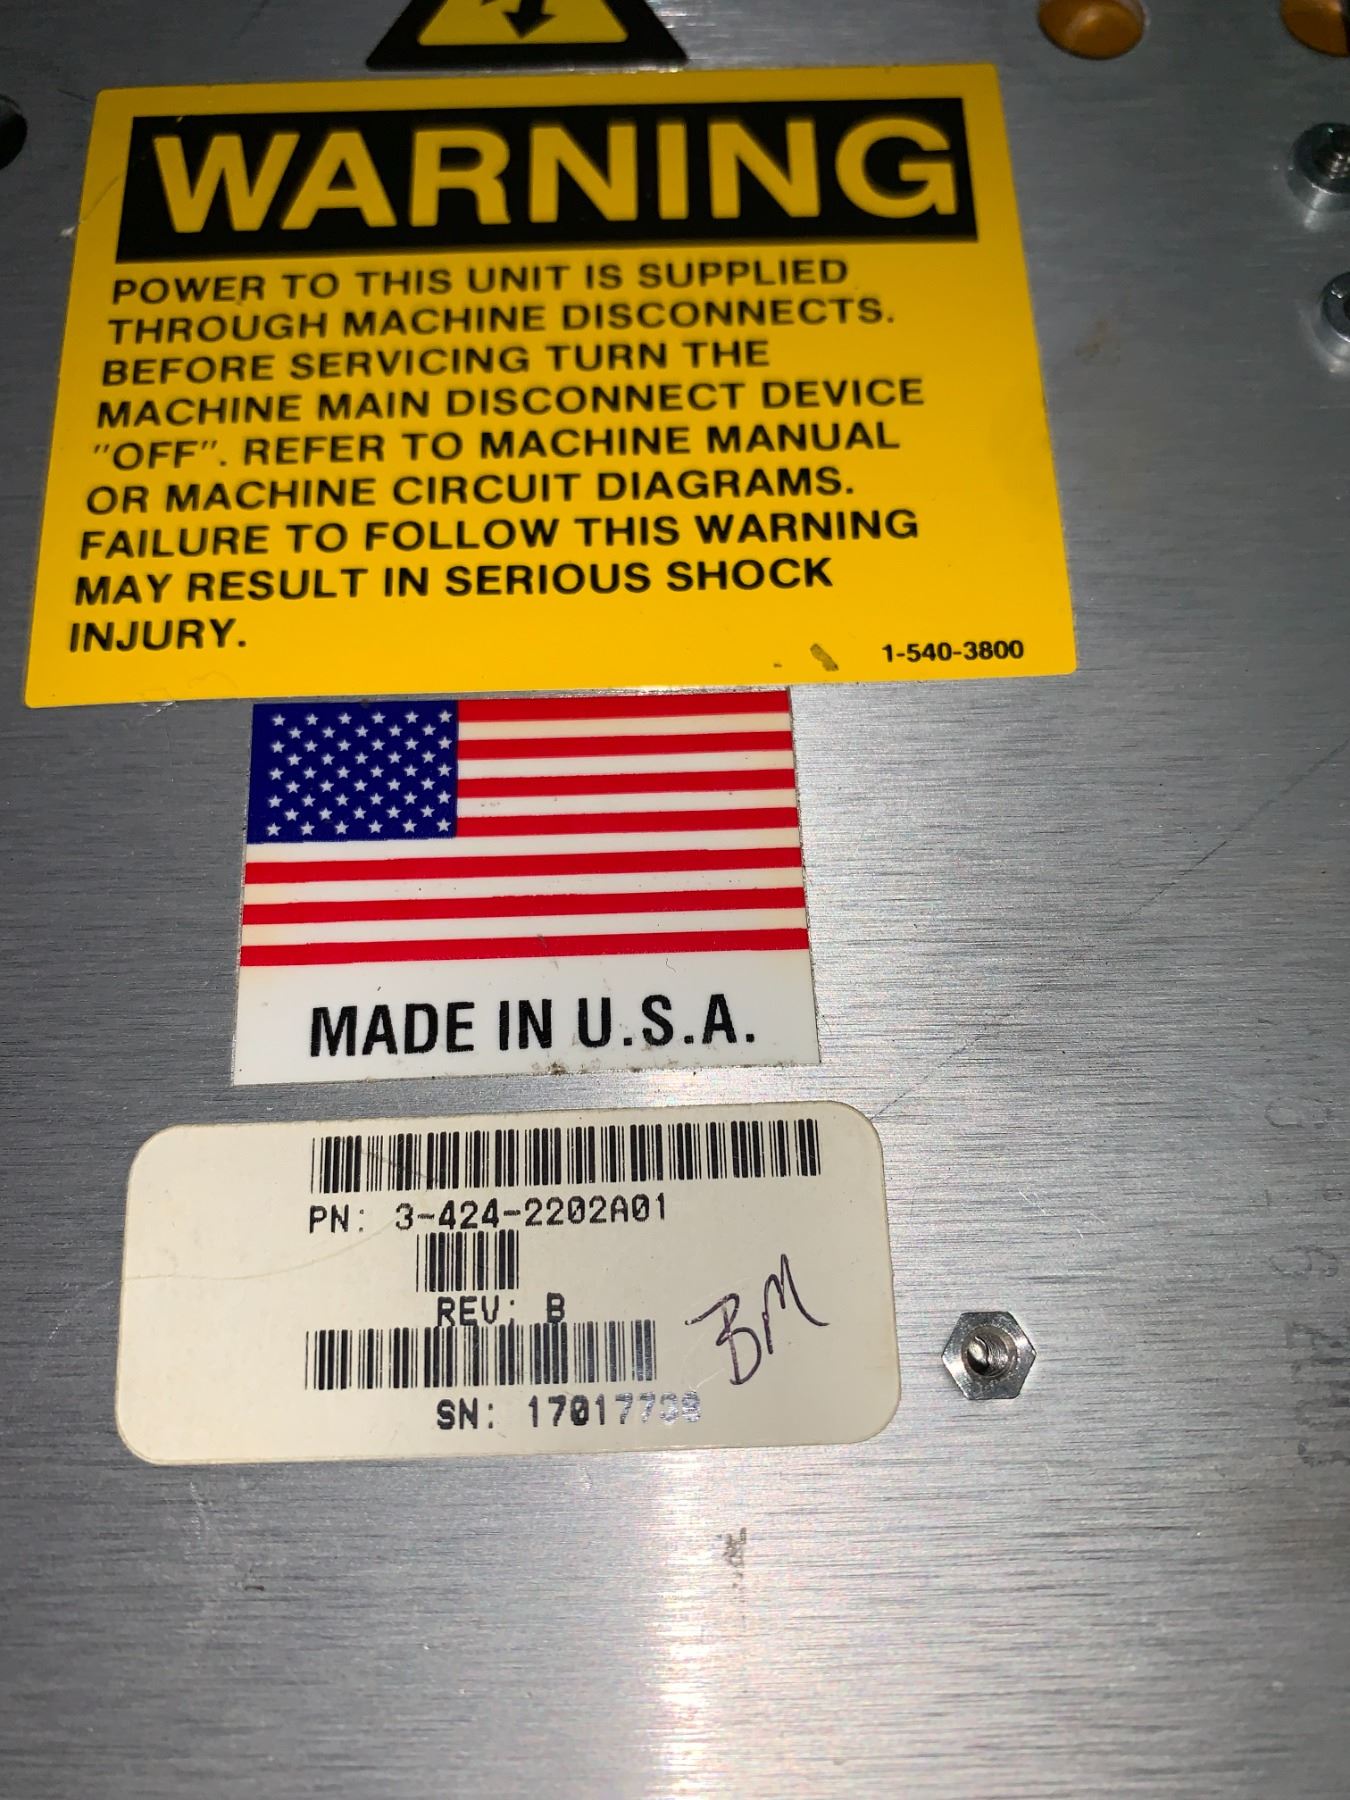 WARNING
POWER TO THIS UNIT IS SUPPLIED
THROUGH MACHINE DISCONNECTS.
BEFORE SERVICING TURN THE
MACHINE MAIN DISCONNECT DEVICE
"OFF". REFER TO MACHINE MANUAL
OR MACHINE CIRCUIT DIAGRAMS.
FAILURE TO FOLLOW THIS WARNING
MAY RESULT IN SERIOUS SHOCK
INJURY.
1-540-3800
MADE IN U.S.A.
PN: 3-424-2202A01
REV: B
BM
SN: